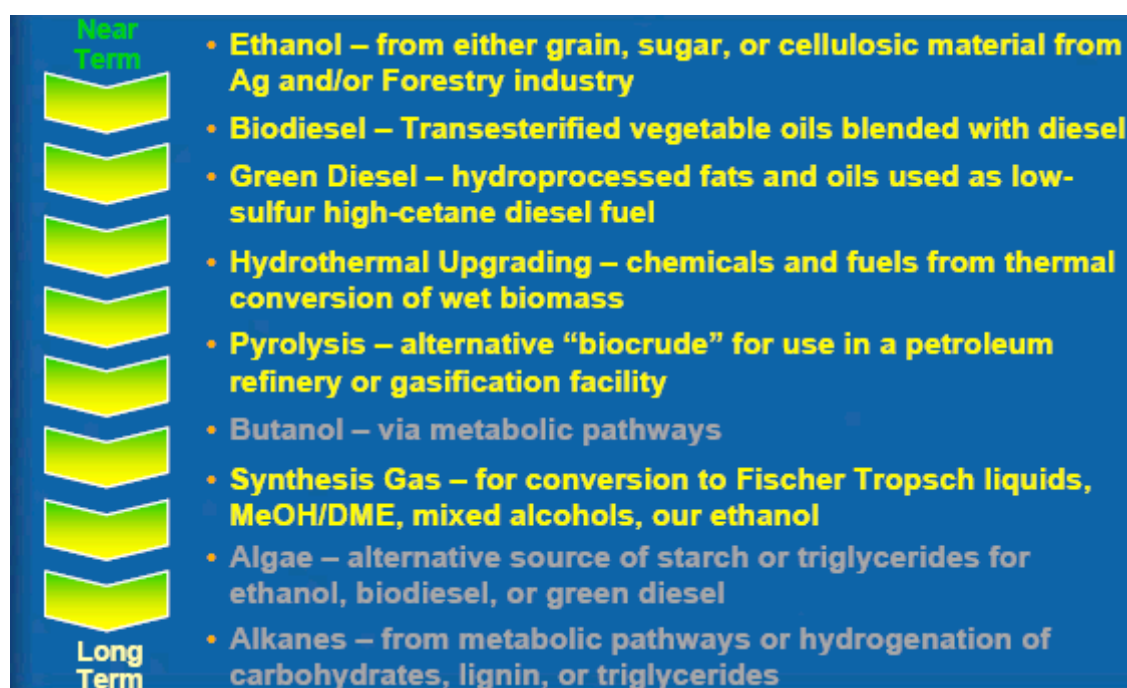 Near
Term
• Ethanol – from either grain, sugar, or cellulosic material from
Ag and/or Forestry industry
• Biodiesel – Transesterified vegetable oils blended with diesel
• Green Diesel – hydroprocessed fats and oils used as low-
sulfur high-cetane diesel fuel
• Hydrothermal Upgrading – chemicals and fuels from thermal
conversion of wet biomass
• Pyrolysis – alternative “biocrude” for use in a petroleum
refinery or gasification facility
• Butanol – via metabolic pathways
• Synthesis Gas – for conversion to Fischer Tropsch liquids,
MeOH/DME, mixed alcohols, our ethanol
• Algae – alternative source of starch or triglycerides for
ethanol, biodiesel, or green diesel
• Alkanes – from metabolic pathways or hydrogenation of
carbohydrates, lignin, or triglycerides
Long
Term